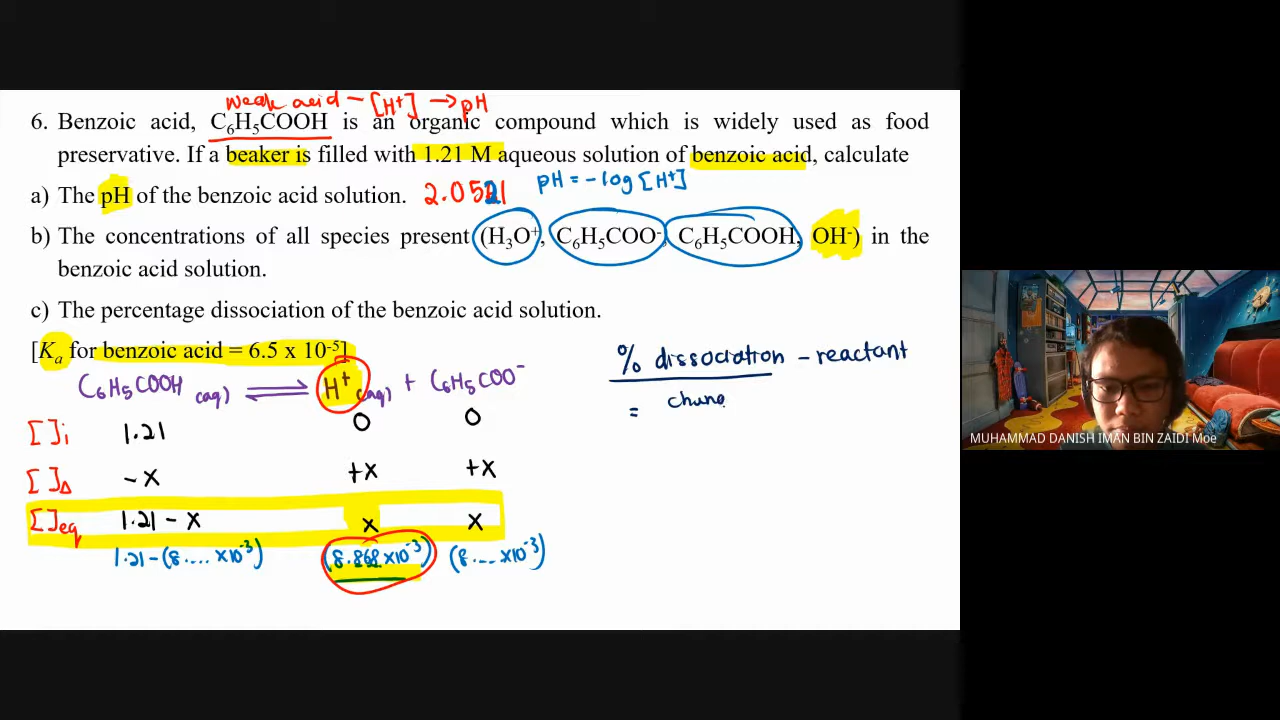 weak acid – [H⁺] → pH
6. Benzoic acid, C₆H₅COOH is an organic compound which is widely used as food
preservative. If a beaker is filled with 1.21 M aqueous solution of benzoic acid, calculate
a) The pH of the benzoic acid solution. 2.0521 pH = -log [H⁺]
b) The concentrations of all species present (H₃O⁺, C₆H₅COO⁻, C₆H₅COOH, OH⁻) in the
benzoic acid solution.
c) The percentage dissociation of the benzoic acid solution.
[Kₐ for benzoic acid = 6.5 x 10⁻⁵]
C₆H₅COOH (aq) ⇌ H⁺ (aq) + C₆H₅COO⁻
[ ]i 1.21 0 0
[ ]Δ -x +x +x
[ ]eq 1.21 - x x x
1.21 - (8.... x10⁻³) (8.868 x10⁻³) (8.... x10⁻³)
% dissociation - reactant
= chang
MUHAMMAD DANISH IMAN BIN ZAIDI Moe